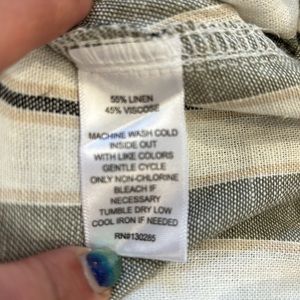 55% LINEN
45% VISCOSE
MACHINE WASH COLD
INSIDE OUT
WITH LIKE COLORS
GENTLE CYCLE
ONLY NON-CHLORINE
BLEACH IF
NECESSARY
TUMBLE DRY LOW
COOL IRON IF NEEDED
RN#130285